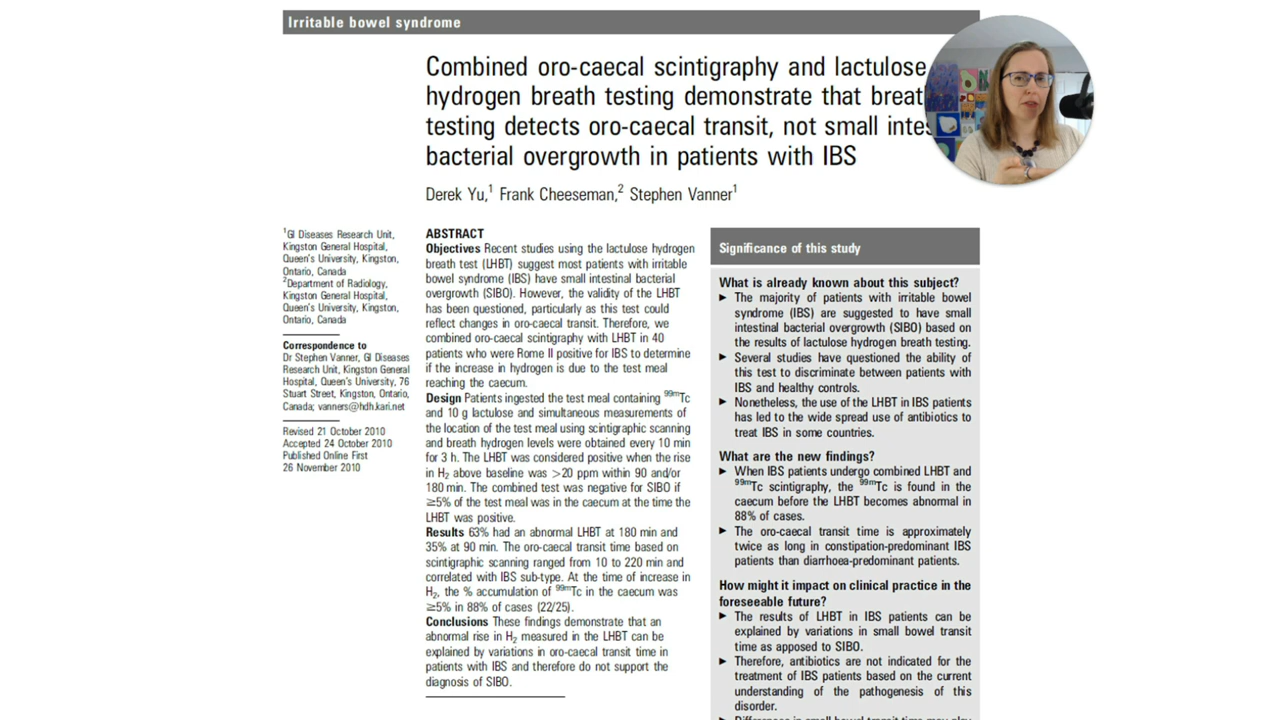 Irritable bowel syndrome
Combined oro-caecal scintigraphy and lactulose
hydrogen breath testing demonstrate that
testing detects oro-caecal transit, not small
bacterial overgrowth in patients with IBS
Derek Yu,1 Frank Cheeseman,2 Stephen Vanner1
1GI Diseases Research Unit,
Kingston General Hospital,
Queen's University, Kingston,
Ontario, Canada
2Department of Radiology,
Kingston General Hospital,
Queen's University, Kingston,
Ontario, Canada
Correspondence to
Dr Stephen Vanner, GI Diseases
Research Unit, Kingston General
Hospital, Queen's University, 76
Stuart Street, Kingston, Ontario,
Canada; vanners@hdh.kari.net
Revised 21 October 2010
Accepted 24 October 2010
Published Online First
26 November 2010
ABSTRACT
Objectives Recent studies using the lactulose hydrogen
breath test (LHBT) suggest most patients with irritable
bowel syndrome (IBS) have small intestinal bacterial
overgrowth (SIBO). However, the validity of the LHBT
has been questioned, particularly as this test could
reflect changes in oro-caecal transit. Therefore, we
combined oro-caecal scintigraphy with LHBT in 40
patients who were Rome II positive for IBS to determine
if the increase in hydrogen is due to the test meal
reaching the caecum.
Design Patients ingested the test meal containing 99mTc
and 10 g lactulose and simultaneous measurements of
the location of the test meal using scintigraphic scanning
and breath hydrogen levels were obtained every 10 min
for 3 h. The LHBT was considered positive when the rise
in H2 above baseline was >20 ppm within 90 and/or
180 min. The combined test was negative for SIBO if
≥5% of the test meal was in the caecum at the time the
LHBT was positive.
Results 63% had an abnormal LHBT at 180 min and
35% at 90 min. The oro-caecal transit time based on
scintigraphic scanning ranged from 10 to 220 min and
correlated with IBS sub-type. At the time of increase in
H2, the % accumulation of 99mTc in the caecum was
≥5% in 88% of cases (22/25).
Conclusions These findings demonstrate that an
abnormal rise in H2 measured in the LHBT can be
explained by variations in oro-caecal transit time in
patients with IBS and therefore do not support the
diagnosis of SIBO.
Significance of this study
What is already known about this subject?
▶ The majority of patients with irritable bowel
syndrome (IBS) are suggested to have small
intestinal bacterial overgrowth (SIBO) based on
the results of lactulose hydrogen breath testing.
▶ Several studies have questioned the ability of
this test to discriminate between patients with
IBS and healthy controls.
▶ Nonetheless, the use of the LHBT in IBS patients
has led to the wide spread use of antibiotics to
treat IBS in some countries.
What are the new findings?
▶ When IBS patients undergo combined LHBT and
99mTc scintigraphy, the 99mTc is found in the
caecum before the LHBT becomes abnormal in
88% of cases.
▶ The oro-caecal transit time is approximately
twice as long in constipation-predominant IBS
patients than diarrhoea-predominant patients.
How might it impact on clinical practice in the
foreseeable future?
▶ The results of LHBT in IBS patients can be
explained by variations in small bowel transit
time as apposed to SIBO.
▶ Therefore, antibiotics are not indicated for the
treatment of IBS patients based on the current
understanding of the pathogenesis of this
disorder.